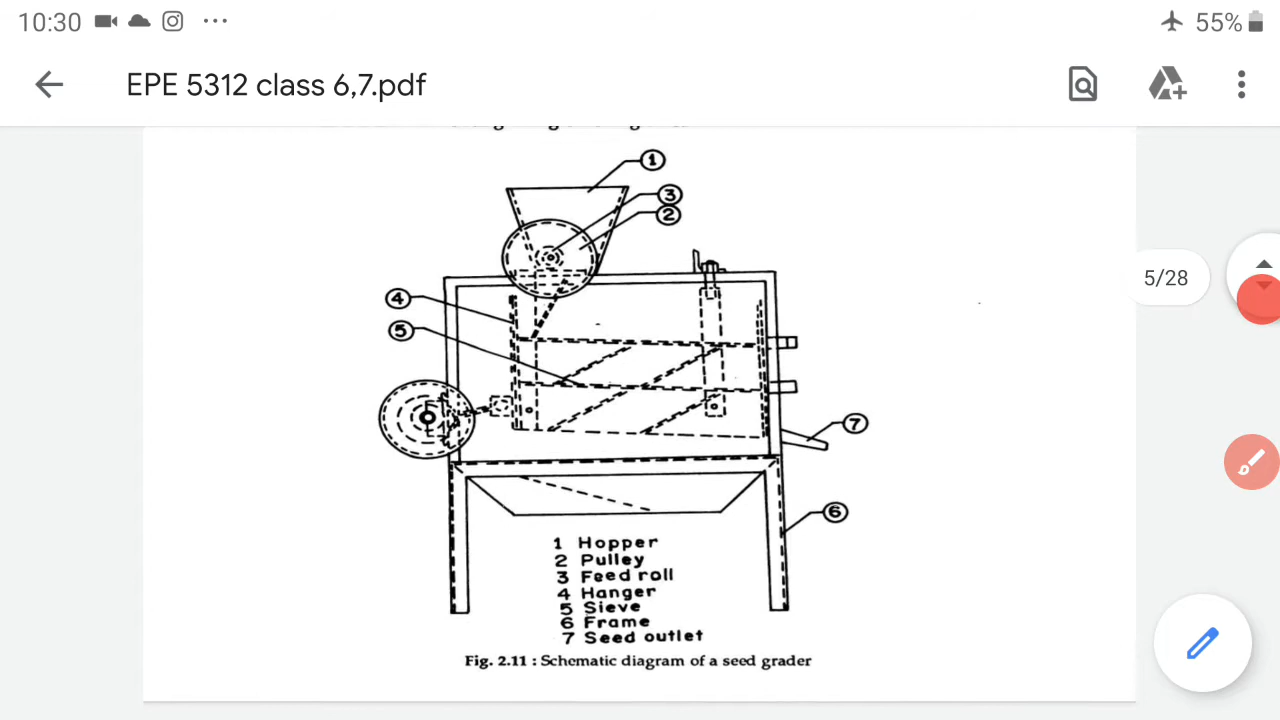 10:30
55%
EPE 5312 class 6,7.pdf
5/28
1
3
2
4
5
7
6
1 Hopper
2 Pulley
3 Feed roll
4 Hanger
5 Sieve
6 Frame
7 Seed outlet
Fig. 2.11 : Schematic diagram of a seed grader